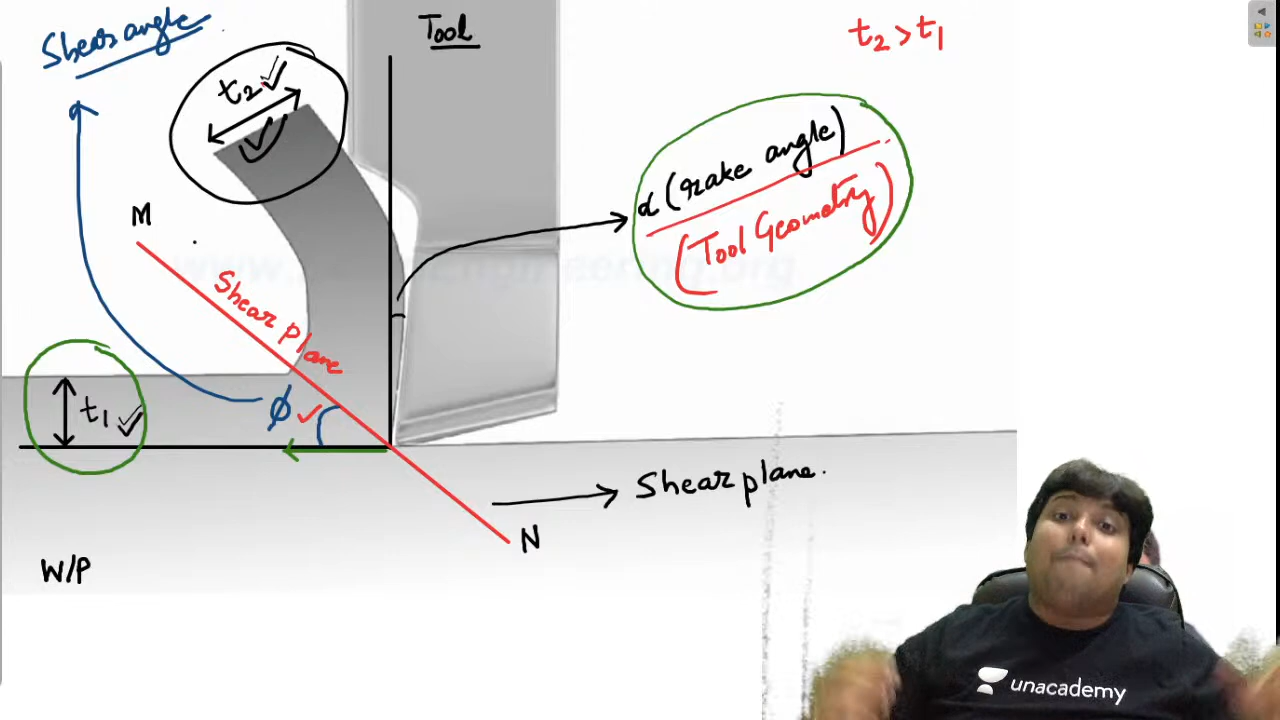 Shear angle
Tool
t2 > t1
t2
α (rake angle)
(Tool Geometry)
M
Shear plane
t1
ϕ
Shear plane.
N
W/P
unacademy